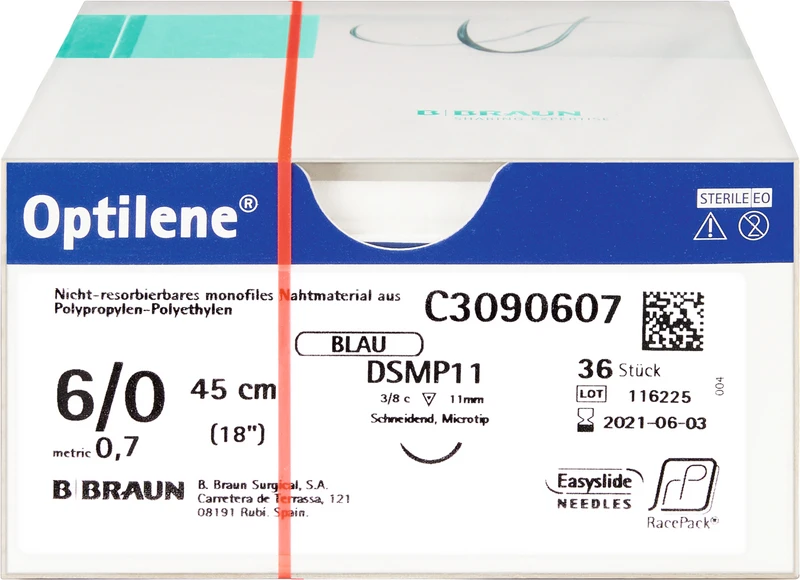 B|BRAUN
SHARING EXPERTISE
Optilene®
STERILE EO
Nicht-resorbierbares monofiles Nahtmaterial aus
Polypropylen-Polyethylen
C3090607
BLAU
6/0 45 cm
(18")
metric 0,7
DSMP11
3/8 c 11mm
Schneidend, Microtip
36 Stück
LOT 116225
2021-06-03
004
B|BRAUN
B. Braun Surgical, S.A.
Carretera de Terrassa, 121
08191 Rubí. Spain.
Easyslide
NEEDLES
RacePack®